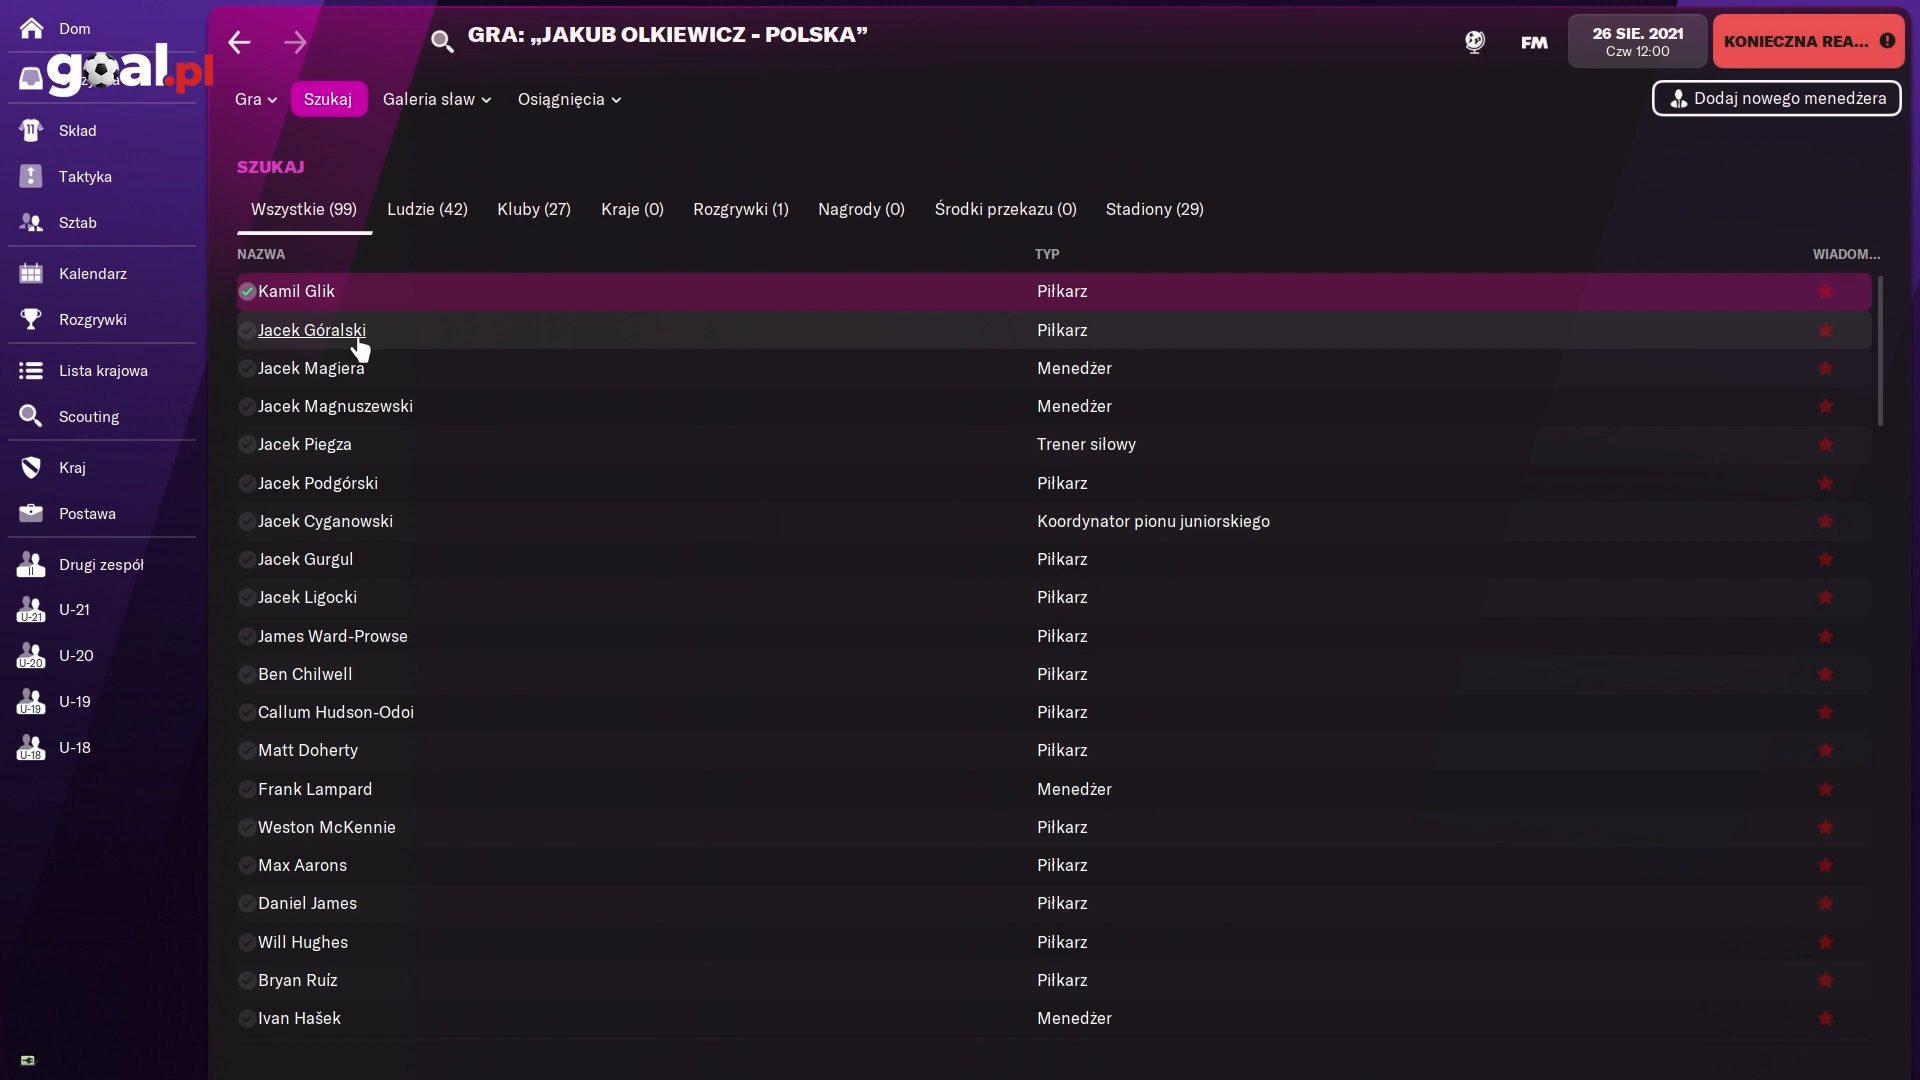 Dom
goal.pl
Skład
Taktyka
Sztab
Kalendarz
Rozgrywki
Lista krajowa
Scouting
Kraj
Postawa
II
Drugi zespół
U-21
U-21
U-20
U-20
U-19
U-19
U-18
U-18
GRA: „JAKUB OLKIEWICZ - POLSKA”
FM
26 SIE. 2021
Czw 12:00
KONIECZNA REA...
Gra
Szukaj
Galeria sław
Osiągnięcia
Dodaj nowego menedżera
SZUKAJ
Wszystkie (99)
Ludzie (42)
Kluby (27)
Kraje (0)
Rozgrywki (1)
Nagrody (0)
Środki przekazu (0)
Stadiony (29)
NAZWA TYP WIADOM...
Kamil Glik Piłkarz
Jacek Góralski Piłkarz
Jacek Magiera Menedżer
Jacek Magnuszewski Menedżer
Jacek Piegza Trener siłowy
Jacek Podgórski Piłkarz
Jacek Cyganowski Koordynator pionu juniorskiego
Jacek Gurgul Piłkarz
Jacek Ligocki Piłkarz
James Ward-Prowse Piłkarz
Ben Chilwell Piłkarz
Callum Hudson-Odoi Piłkarz
Matt Doherty Piłkarz
Frank Lampard Menedżer
Weston McKennie Piłkarz
Max Aarons Piłkarz
Daniel James Piłkarz
Will Hughes Piłkarz
Bryan Ruíz Piłkarz
Ivan Hašek Menedżer